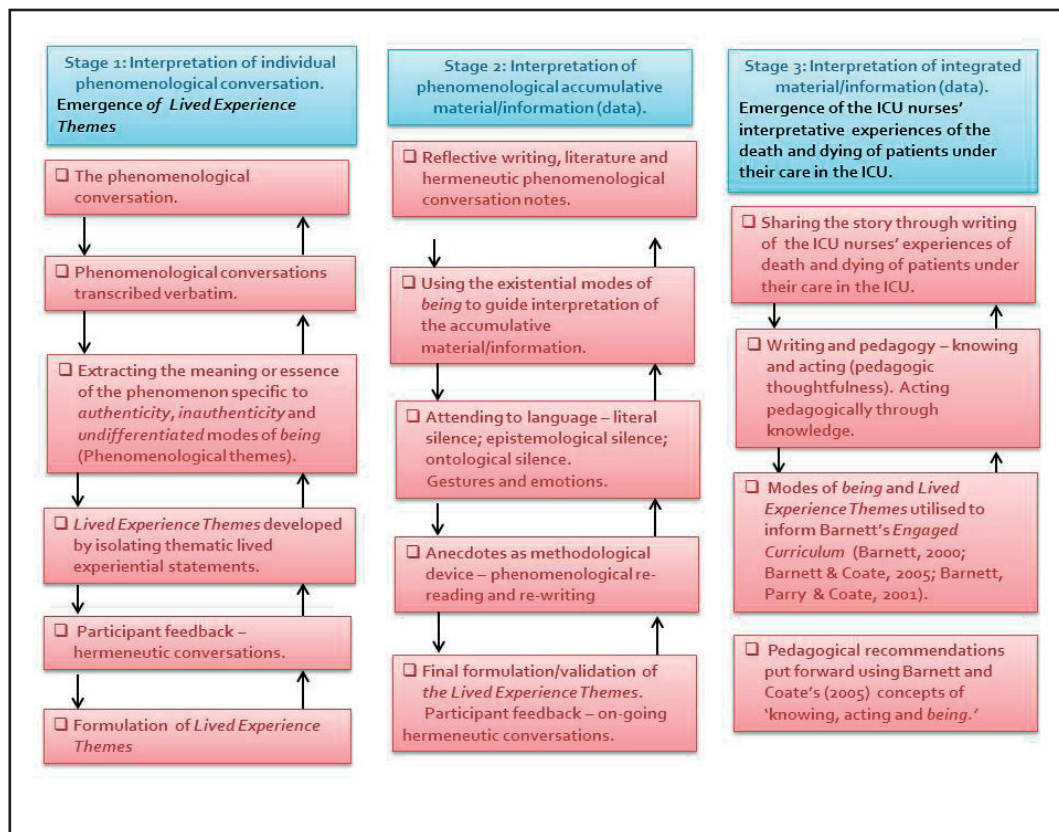 Stage 1: Interpretation of individual
phenomenological conversation.
Emergence of Lived Experience
Themes
❑ The phenomenological
conversation.
❑ Phenomenological conversations
transcribed verbatim.
❑ Extracting the meaning or essence
of the phenomenon specific to
authenticity, inauthenticity and
undifferentiated modes of being
(Phenomenological themes).
❑ Lived Experience Themes developed
by isolating thematic lived
experiential statements.
❑ Participant feedback –
hermeneutic conversations.
❑ Formulation of Lived Experience
Themes
Stage 2: Interpretation of
phenomenological accumulative
material/information (data).
❑ Reflective writing, literature and
hermeneutic phenomenological
conversation notes.
❑ Using the existential modes of
being to guide interpretation of
the accumulative
material/information.
❑ Attending to language – literal
silence; epistemological silence;
ontological silence.
Gestures and emotions.
❑ Anecdotes as methodological
device – phenomenological re-
reading and re-writing
❑ Final formulation/validation of
the Lived Experience Themes.
Participant feedback – on-going
hermeneutic conversations.
Stage 3: Interpretation of integrated
material/information (data).
Emergence of the ICU nurses'
interpretative experiences of the
death and dying of patients under
their care in the ICU.
❑ Sharing the story through writing
of the ICU nurses' experiences of
death and dying of patients under
their care in the ICU.
❑ Writing and pedagogy – knowing
and acting (pedagogic
thoughtfulness). Acting
pedagogically through
knowledge.
❑ Modes of being and Lived
Experience Themes utilised to
inform Barnett's Engaged
Curriculum (Barnett, 2000;
Barnett & Coate, 2005; Barnett,
Parry & Coate, 2001).
❑ Pedagogical recommendations
put forward using Barnett and
Coate's (2005) concepts of
'knowing, acting and being.'